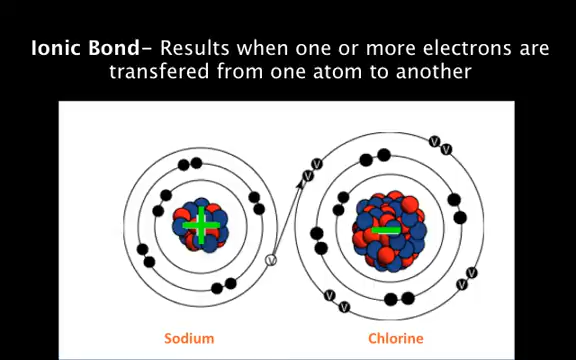 Ionic Bond– Results when one or more electrons are
transfered from one atom to another
V V
V V
V
V V
V V
Sodium Chlorine